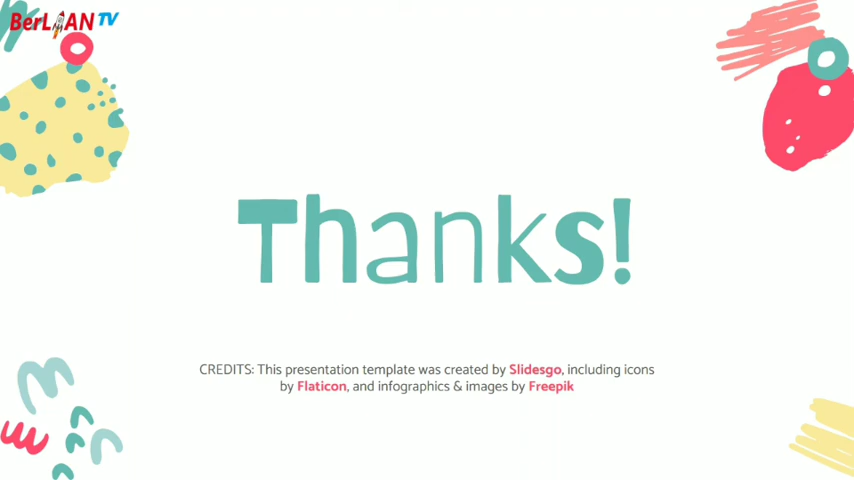 BerLIAN TV
Thanks!
CREDITS: This presentation template was created by Slidesgo, including icons
by Flaticon, and infographics & images by Freepik